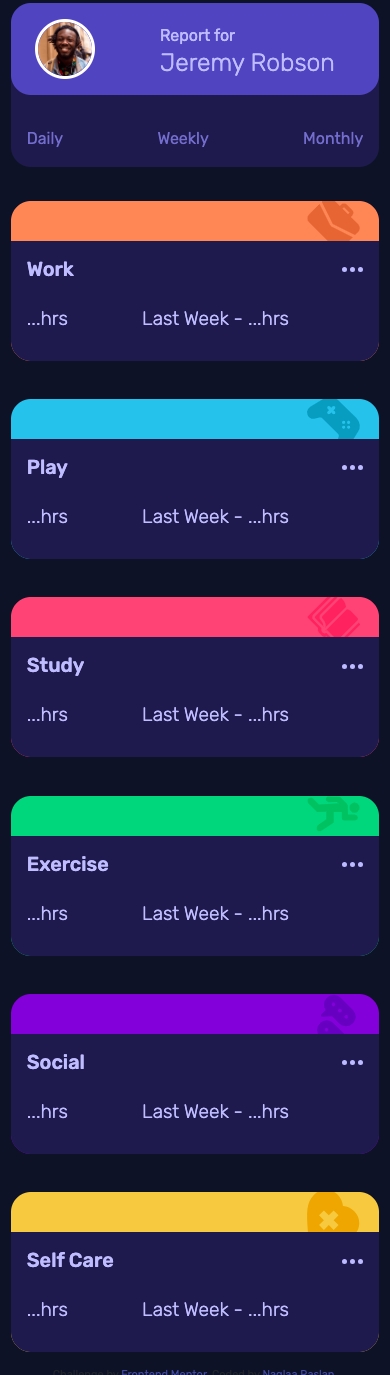 Report for
Jeremy Robson
Daily Weekly Monthly
Work
...hrs Last Week - ...hrs
Play
...hrs Last Week - ...hrs
Study
...hrs Last Week - ...hrs
Exercise
...hrs Last Week - ...hrs
Social
...hrs Last Week - ...hrs
Self Care
...hrs Last Week - ...hrs
Challenge by Frontend Mentor. Coded by Naglaa Raslan.